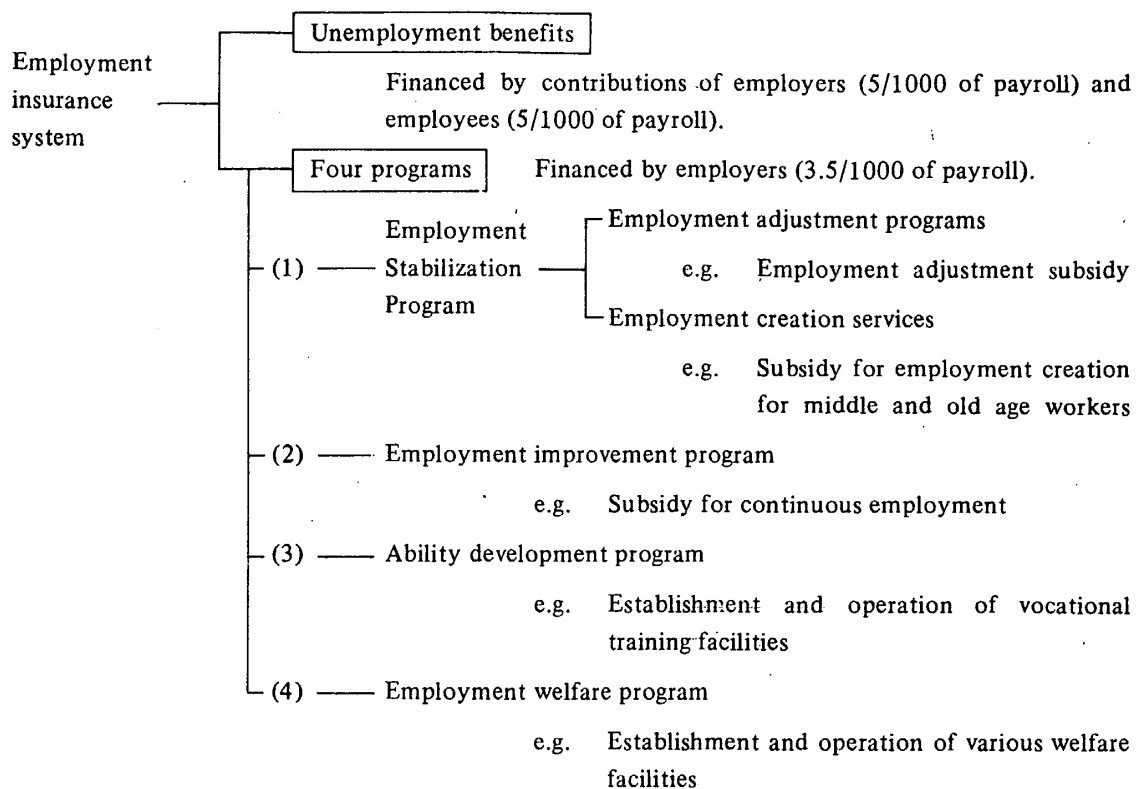 Unemployment benefits
Employment
insurance
system
Financed by contributions of employers (5/1000 of payroll) and
employees (5/1000 of payroll).
Four programs
Financed by employers (3.5/1000 of payroll).
(1)
Employment
Stabilization
Program
Employment adjustment programs
e.g. Employment adjustment subsidy
Employment creation services
e.g. Subsidy for employment creation
for middle and old age workers
(2) Employment improvement program
e.g. Subsidy for continuous employment
(3) Ability development program
e.g. Establishment and operation of vocational
training facilities
(4) Employment welfare program
e.g. Establishment and operation of various welfare
facilities